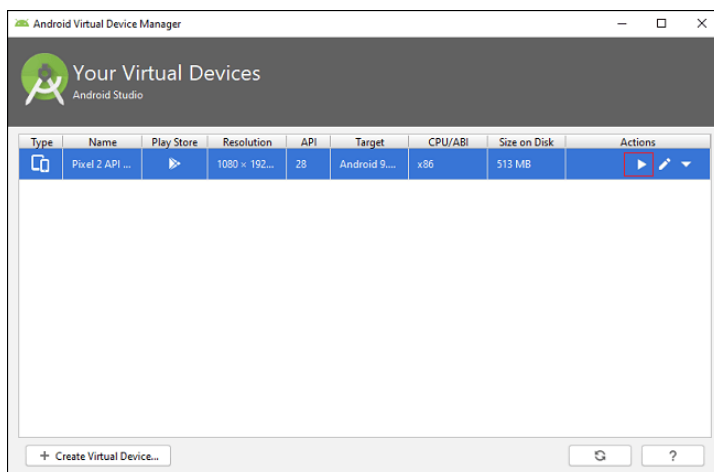 Android Virtual Device Manager
Your Virtual Devices
Android Studio
Type Name Play Store Resolution API Target CPU/ABI Size on Disk Actions
Pixel 2 API ... 1080 × 192... 28 Android 9.... x86 513 MB
+ Create Virtual Device...
?